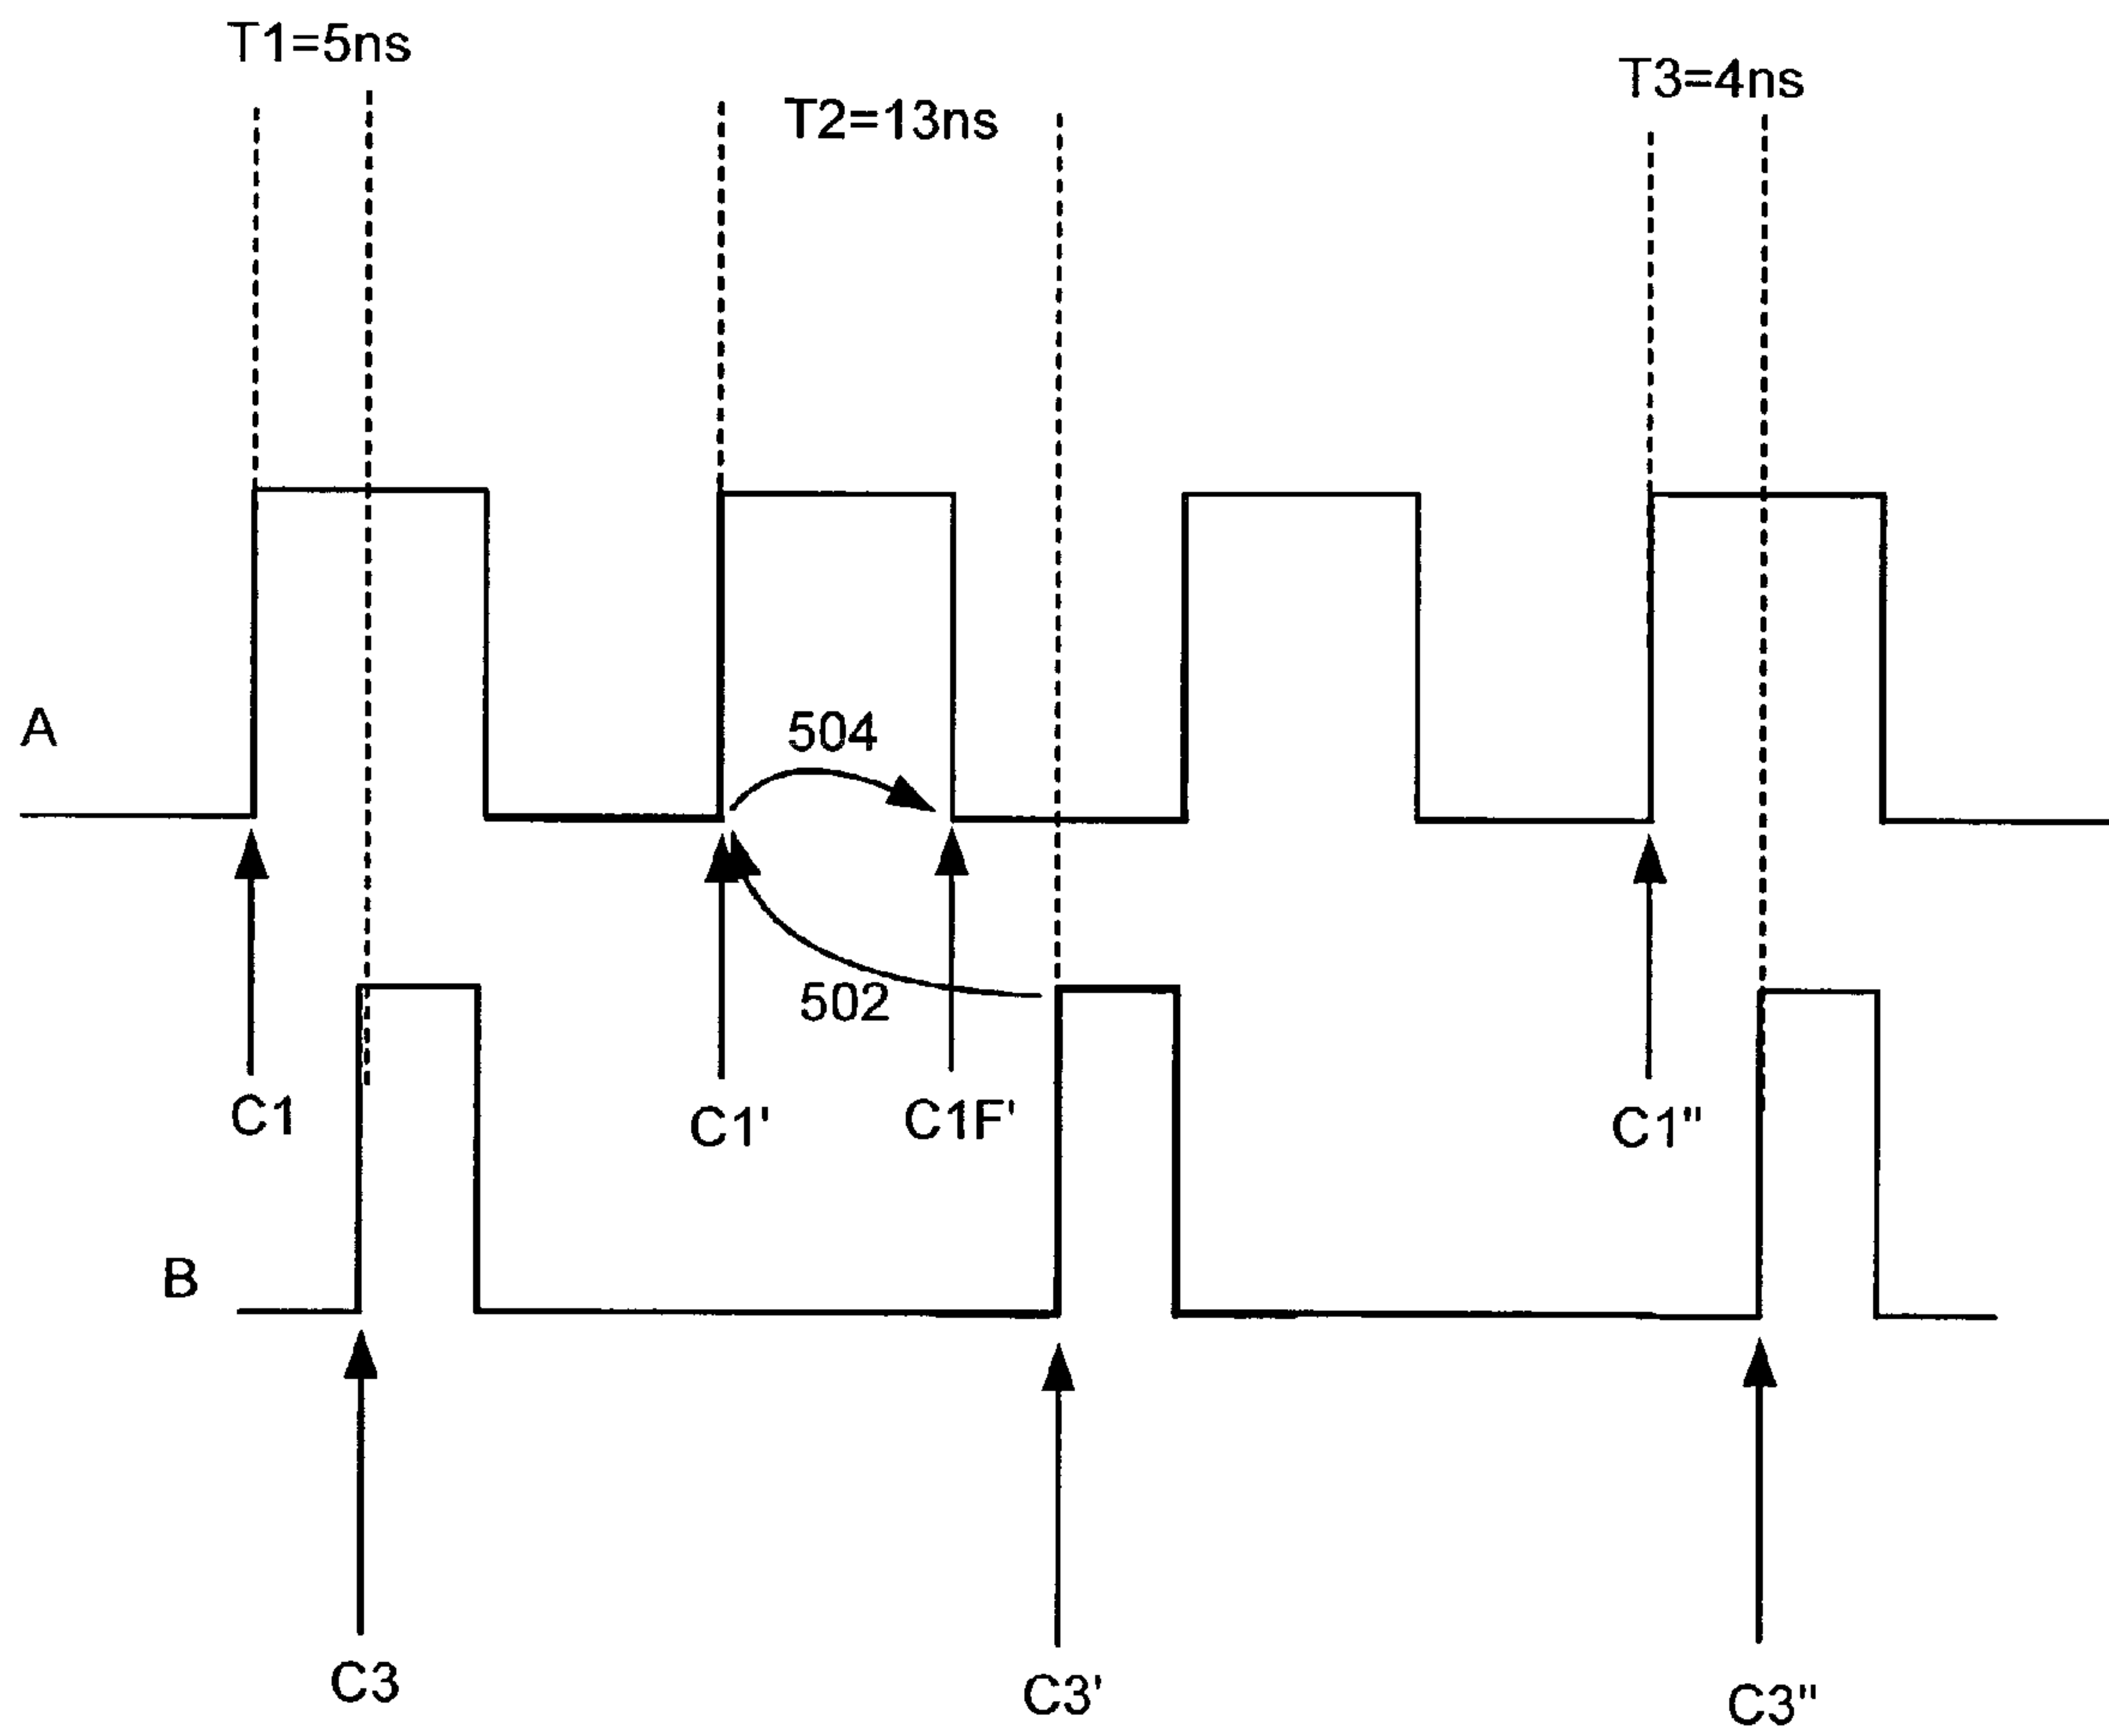 T1=5ns
T2=13ns
T3=4ns
A
504
502
C1
C1'
C1F'
C1"
B
C3
C3'
C3"